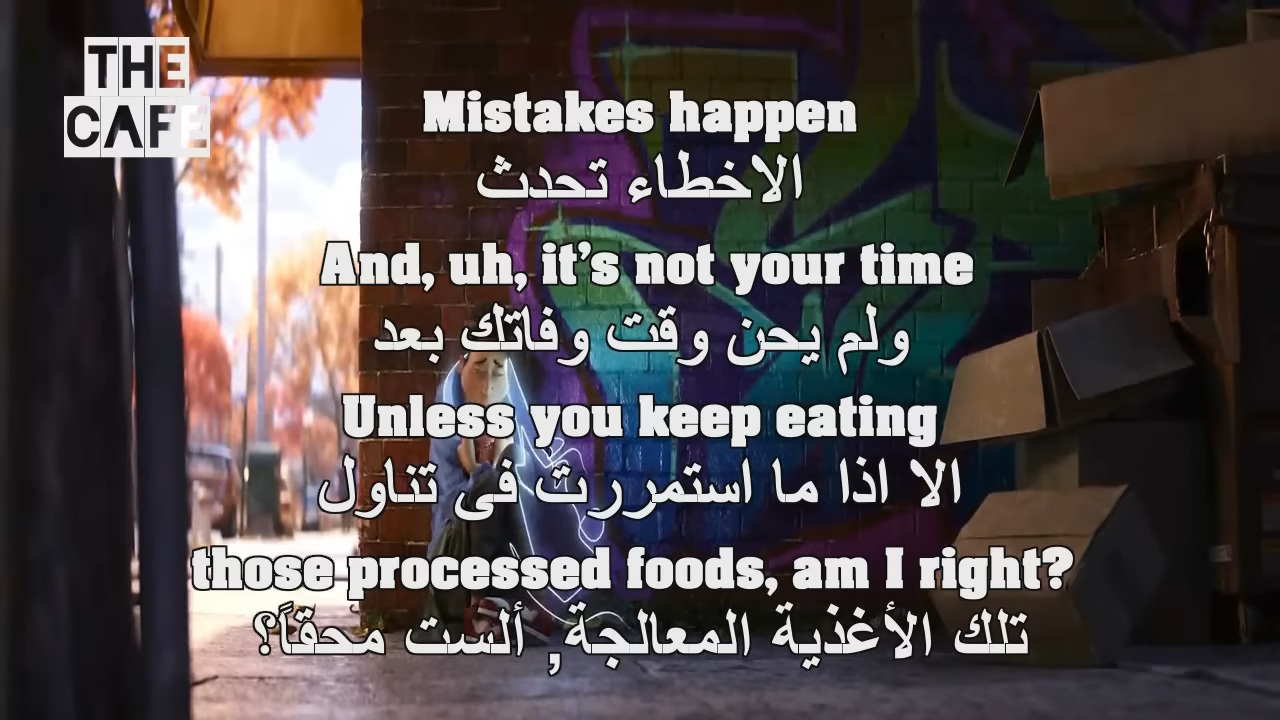 THE
CAFE
Mistakes happen
الاخطاء تحدث
And, uh, it's not your time
ولم يحن وقت وفاتك بعد
Unless you keep eating
الا اذا ما استمررت فى تناول
those processed foods, am I right?
تلك الأغذية المعالجة, ألست محقاً؟